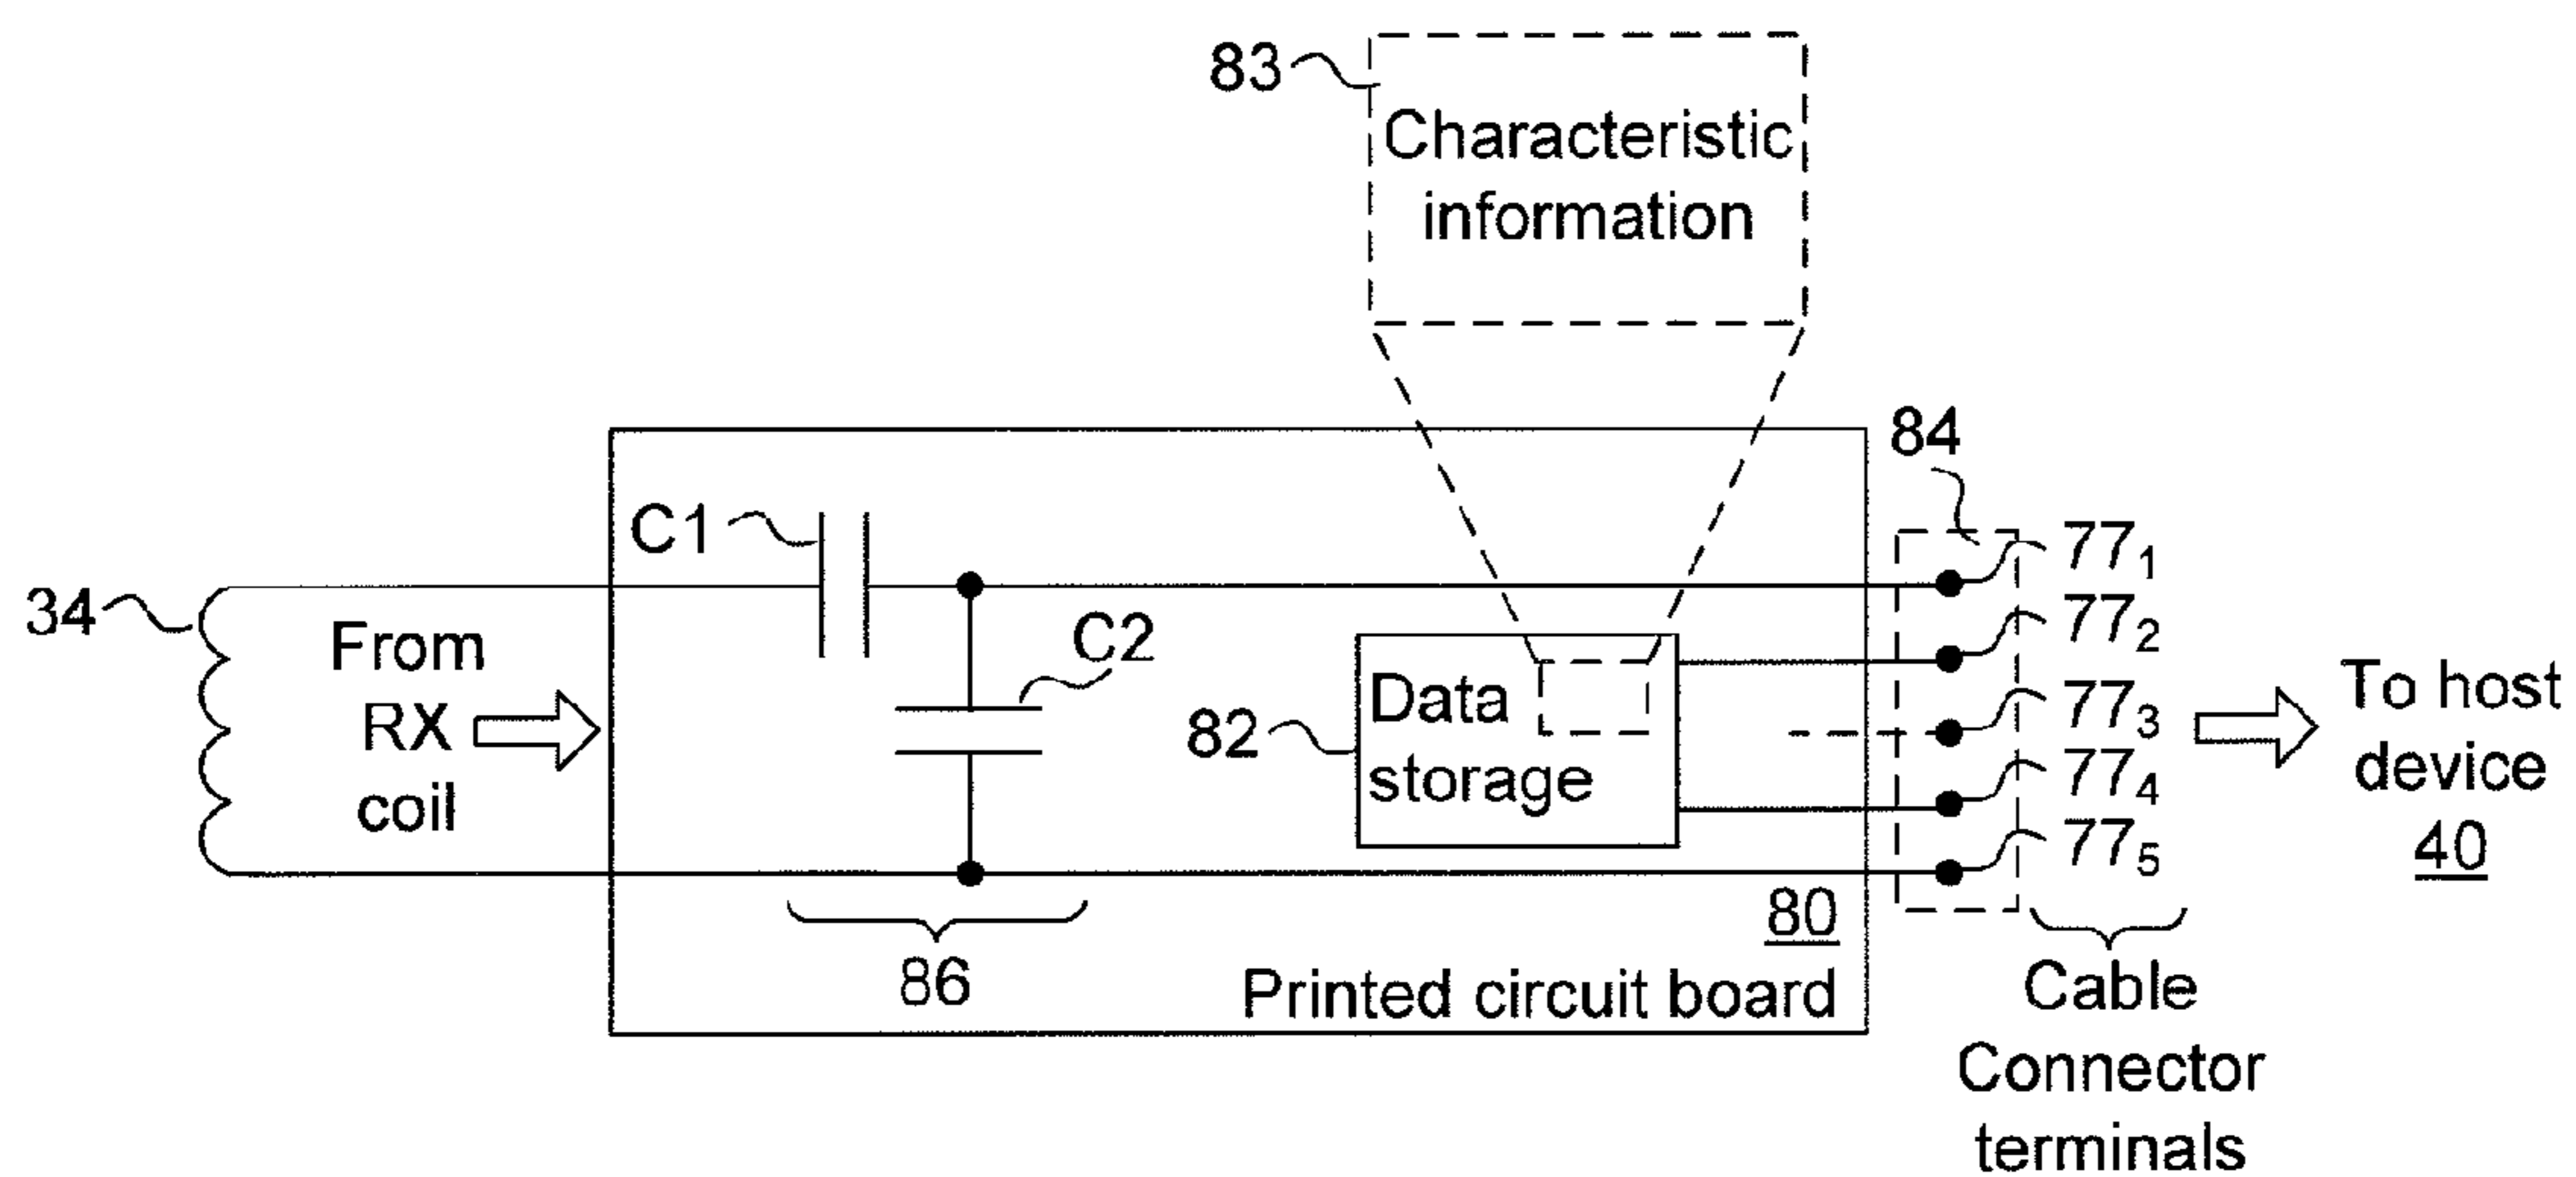 83
Characteristic
information
84
C1
77₁
34
From
RX
coil
C2
77₂
82
Data
storage
77₃
77₄
77₅
To host
device
40
86
80
Printed circuit board
Cable
Connector
terminals